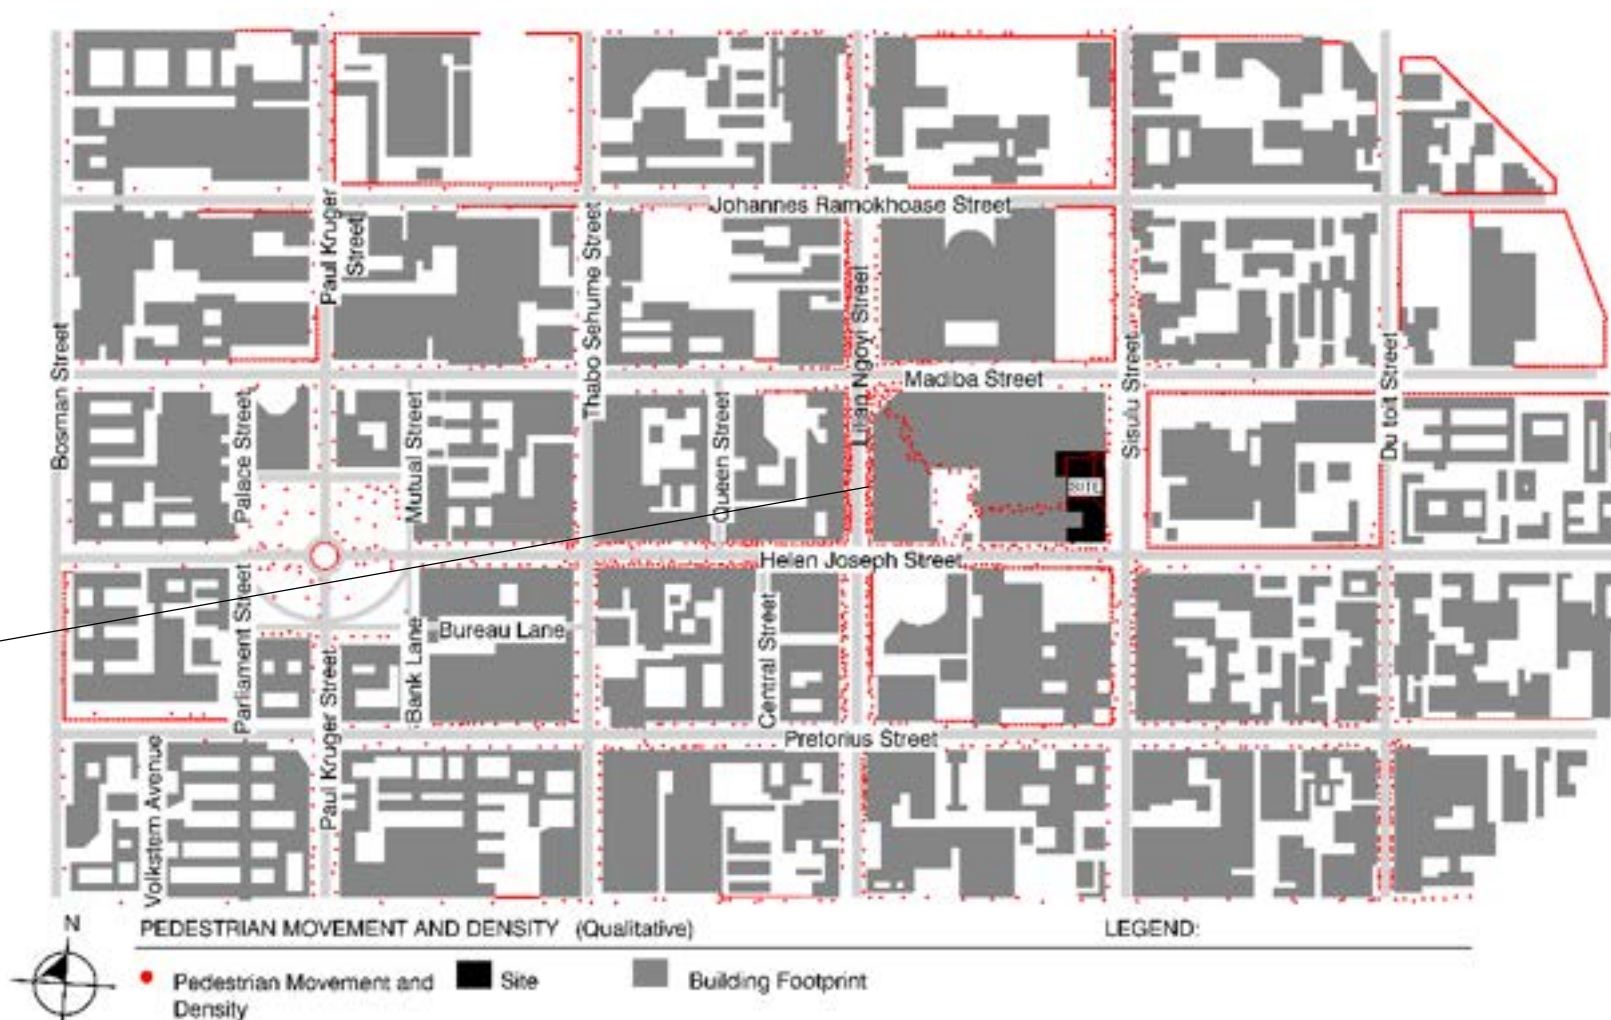 Johannes Ramokhoase Street
Paul Kruger
Street
Thabo Sehume Street
Lilian Ngoyi Street
Bosman Street
Madiba Street
Sisulu Street
Du toit Street
Palace Street
Mutual Street
Queen Street
SITE
Helen Joseph Street
Parliament Street
Bureau Lane
Bank Lane
Central Street
Paul Kruger Street
Pretorius Street
Volkstem Avenue
N
PEDESTRIAN MOVEMENT AND DENSITY (Qualitative)
LEGEND:
Pedestrian Movement and
Density
Site
Building Footprint